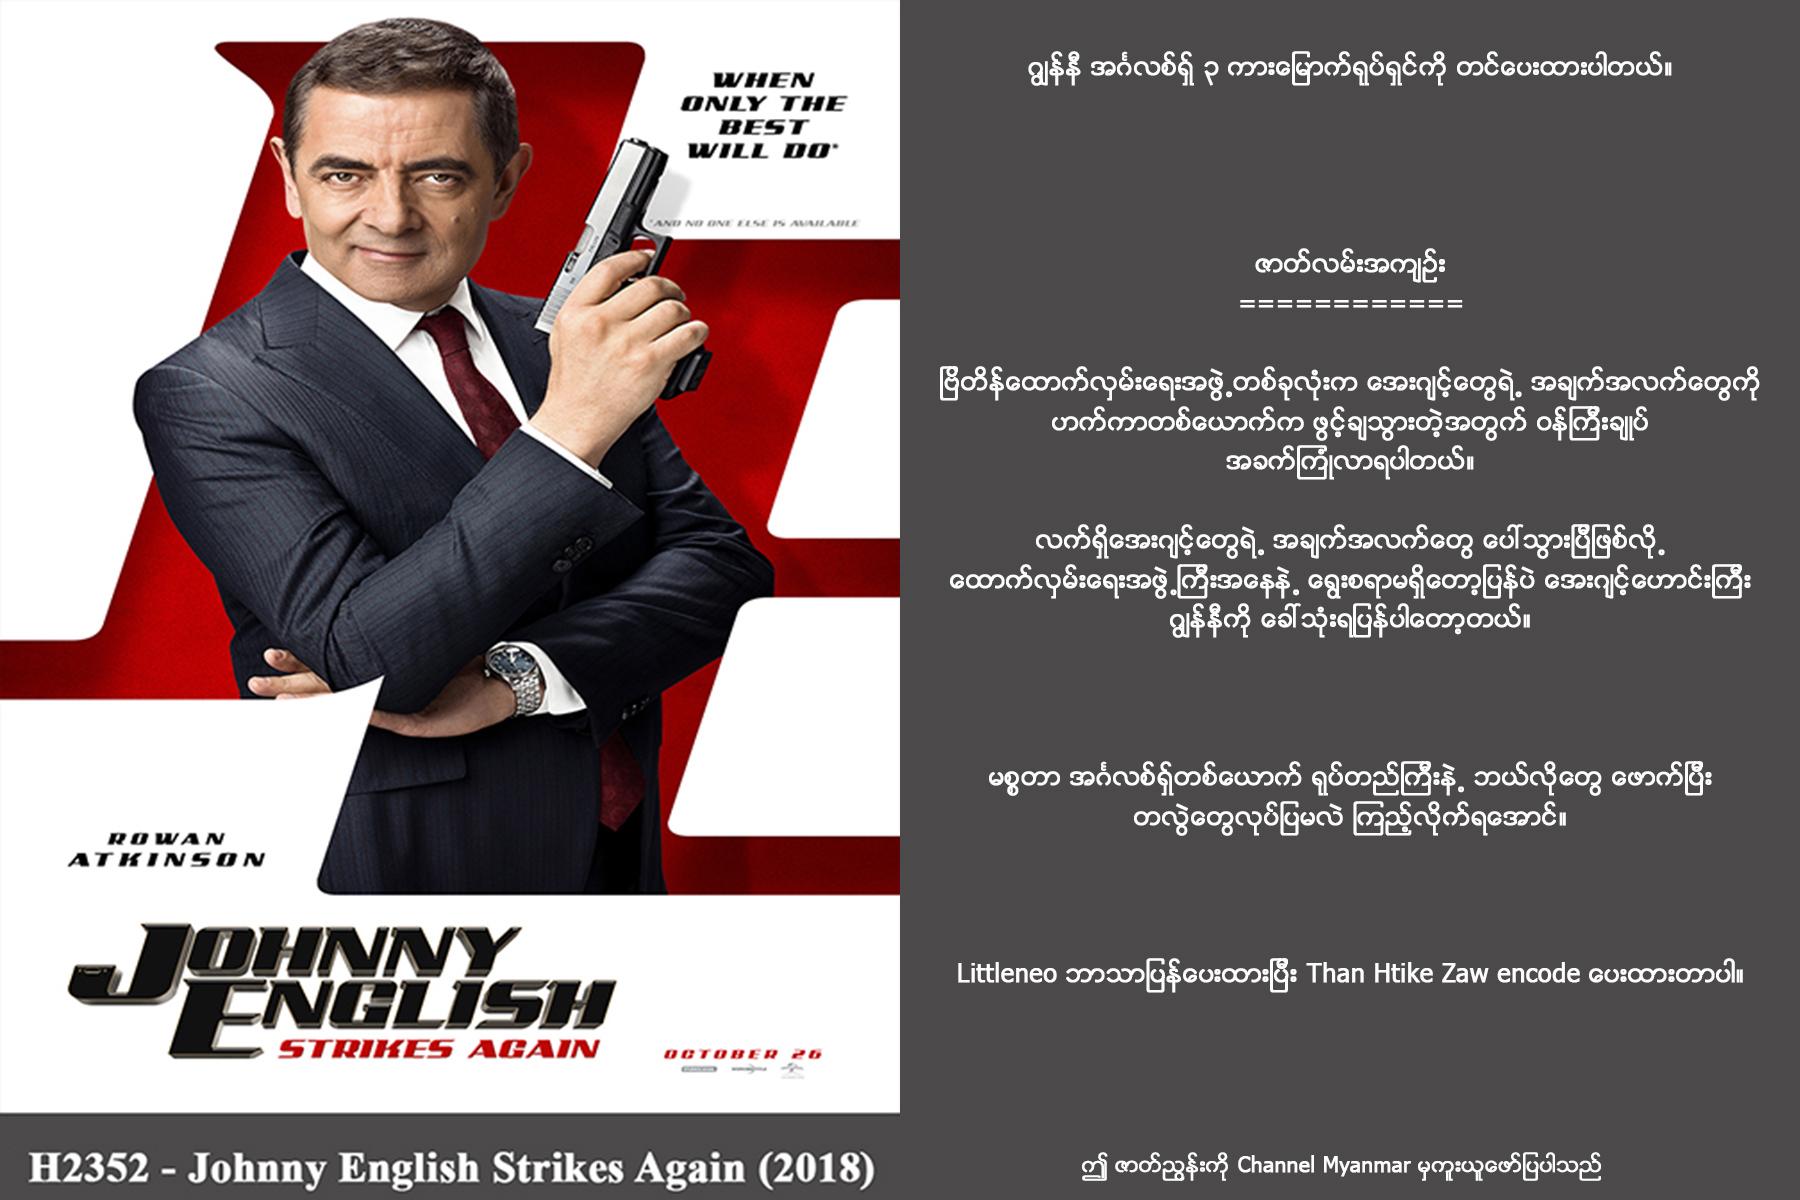 WHEN
ONLY THE
BEST
WILL DO*
*AND NO ONE ELSE IS AVAILABLE
ROWAN
ATKINSON
JOHNNY
ENGLISH
STRIKES AGAIN
OCTOBER 26
H2352 - Johnny English Strikes Again (2018)
ဂျွန်နီ အင်္ဂလစ်ရှ် ၃ ကားမြောက်ရုပ်ရှင်ကို တင်ပေးထားပါတယ်။
ဇာတ်လမ်းအကျဉ်း
============
ဗြိတိန်ထောက်လှမ်းရေးအဖွဲ့တစ်ခုလုံးက အေးဂျင့်တွေရဲ့ အချက်အလက်တွေကို
ဟက်ကာတစ်ယောက်က ဖွင့်ချသွားတဲ့အတွက် ဝန်ကြီးချုပ်
အခက်ကြုံလာရပါတယ်။
လက်ရှိအေးဂျင့်တွေရဲ့ အချက်အလက်တွေ ပေါ်သွားပြီဖြစ်လို့
ထောက်လှမ်းရေးအဖွဲ့ကြီးအနေနဲ့ ရွေးစရာမရှိတော့ပြန်ပဲ အေးဂျင့်ဟောင်းကြီး
ဂျွန်နီကို ခေါ်သုံးရပြန်ပါတော့တယ်။
မစ္စတာ အင်္ဂလစ်ရှ်တစ်ယောက် ရုပ်တည်ကြီးနဲ့ ဘယ်လိုတွေ ဖောက်ပြီး
တလွဲတွေလုပ်ပြမလဲ ကြည့်လိုက်ရအောင်။
Littleneo ဘာသာပြန်ပေးထားပြီး Than Htike Zaw encode ပေးထားတာပါ။
ဤ ဇာတ်ညွှန်းကို Channel Myanmar မှကူးယူဖော်ပြပါသည်